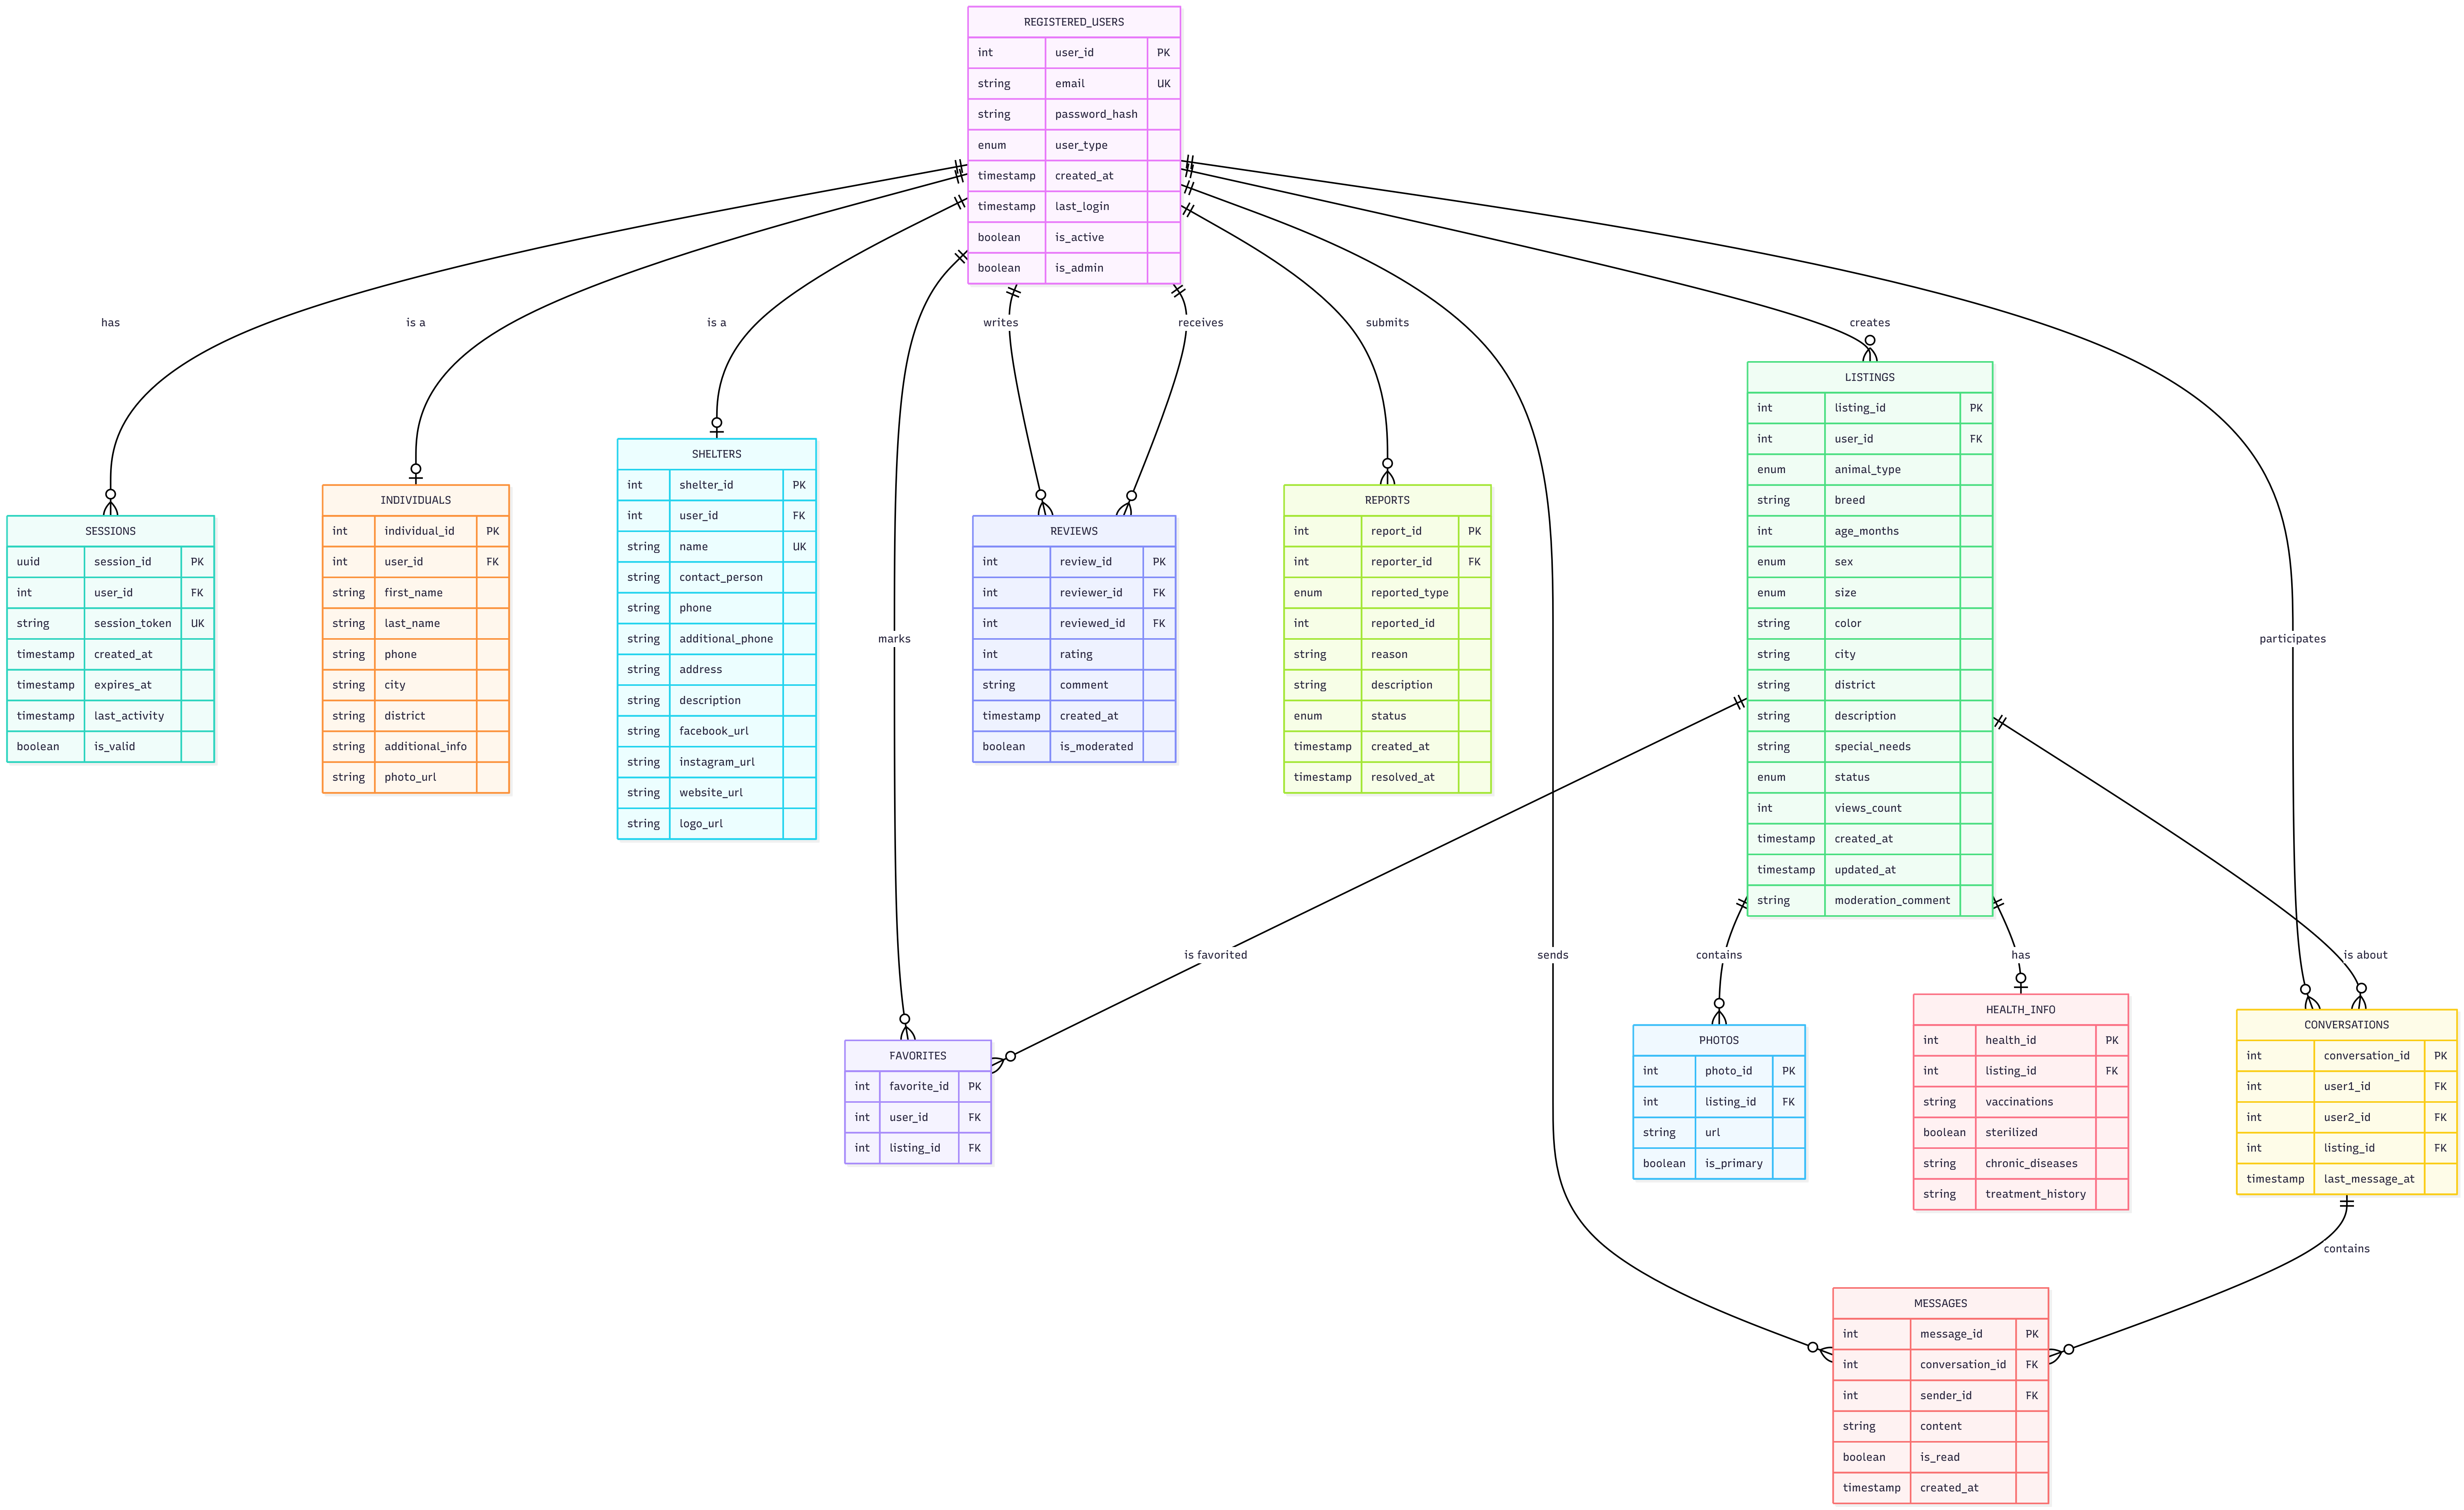 REGISTERED_USERS
int user_id PK
string email UK
string password_hash
enum user_type
timestamp created_at
timestamp last_login
boolean is_active
boolean is_admin
has
is a
is a
writes
receives
submits
creates
LISTINGS
int listing_id PK
int user_id FK
enum animal_type
string breed
int age_months
enum sex
enum size
string color
string city
string district
string description
string special_needs
enum status
int views_count
timestamp created_at
timestamp updated_at
string moderation_comment
SESSIONS
uuid session_id PK
int user_id FK
string session_token UK
timestamp created_at
timestamp expires_at
timestamp last_activity
boolean is_valid
INDIVIDUALS
int individual_id PK
int user_id FK
string first_name
string last_name
string phone
string city
string district
string additional_info
string photo_url
SHELTERS
int shelter_id PK
int user_id FK
string name UK
string contact_person
string phone
string additional_phone
string address
string description
string facebook_url
string instagram_url
string website_url
string logo_url
marks
REVIEWS
int review_id PK
int reviewer_id FK
int reviewed_id FK
int rating
string comment
timestamp created_at
boolean is_moderated
REPORTS
int report_id PK
int reporter_id FK
enum reported_type
int reported_id
string reason
string description
enum status
timestamp created_at
timestamp resolved_at
participates
is favorited
sends
contains
has
is about
FAVORITES
int favorite_id PK
int user_id FK
int listing_id FK
PHOTOS
int photo_id PK
int listing_id FK
string url
boolean is_primary
HEALTH_INFO
int health_id PK
int listing_id FK
string vaccinations
boolean sterilized
string chronic_diseases
string treatment_history
CONVERSATIONS
int conversation_id PK
int user1_id FK
int user2_id FK
int listing_id FK
timestamp last_message_at
contains
MESSAGES
int message_id PK
int conversation_id FK
int sender_id FK
string content
boolean is_read
timestamp created_at